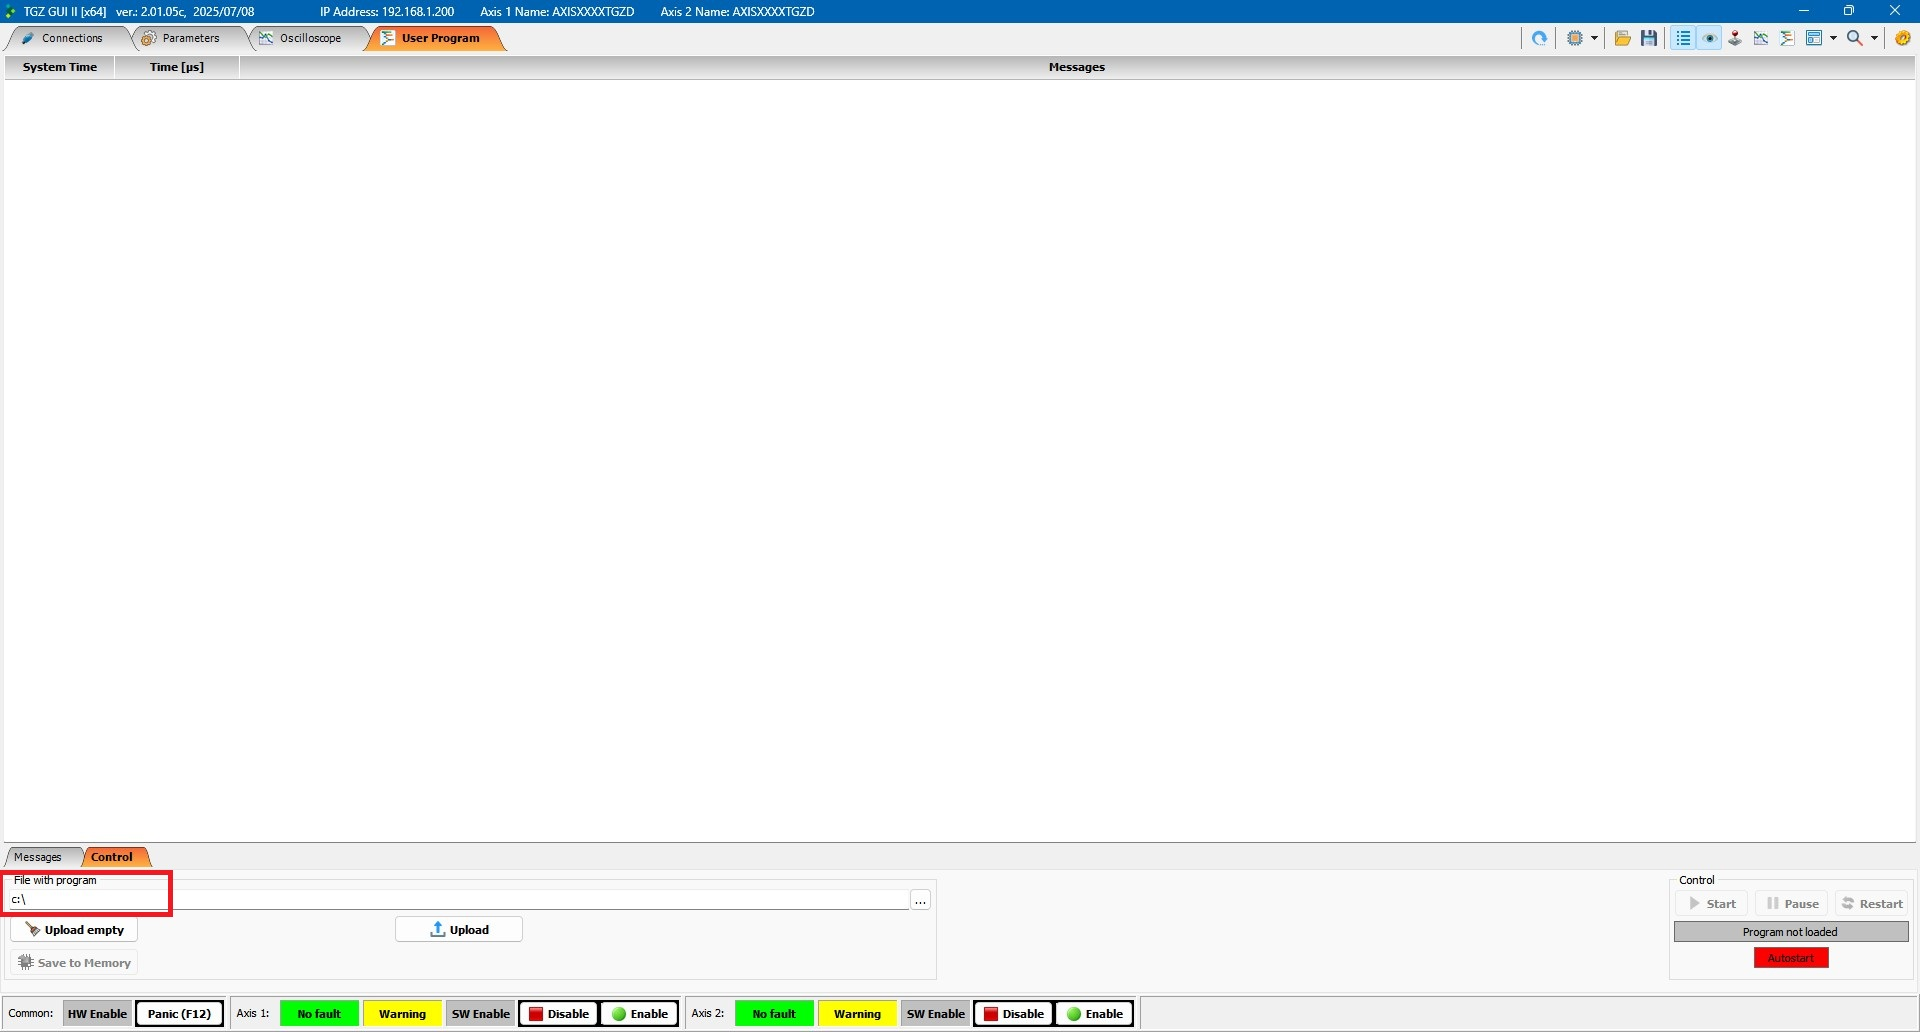 TGZ GUI II [x64] ver.: 2.01.05c, 2025/07/08 IP Address: 192.168.1.200 Axis 1 Name: AXISXXXXTGZD Axis 2 Name: AXISXXXXTGZD
Connections Parameters Oscilloscope User Program
System Time Time [µs] Messages
Messages Control
File with program
c:\
...
Upload empty Upload
Save to Memory
Control
Start Pause Restart
Program not loaded
Autostart
Common: HW Enable Panic (F12) Axis 1: No fault Warning SW Enable Disable Enable Axis 2: No fault Warning SW Enable Disable Enable